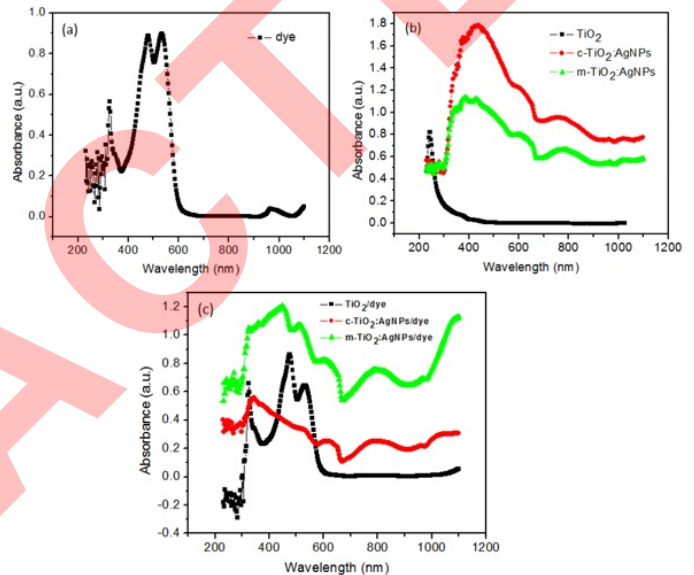 (a)
dye
Absorbance (a.u.)
1.0
0.8
0.6
0.4
0.2
0.0
200
400
600
800
1000
1200
Wavelength (nm)
(b)
TiO₂
c-TiO₂:AgNPs
m-TiO₂:AgNPs
Absorbance (a.u.)
1.8
1.6
1.4
1.2
1.0
0.8
0.6
0.4
0.2
0.0
200
400
600
800
1000
Wavelength (nm)
(c)
TiO₂/dye
c-TiO₂:AgNPs/dye
m-TiO₂:AgNPs/dye
Absorbance (a.u.)
1.2
1.0
0.8
0.6
0.4
0.2
0.0
-0.2
-0.4
200
400
600
800
1000
1200
Wavelength (nm)